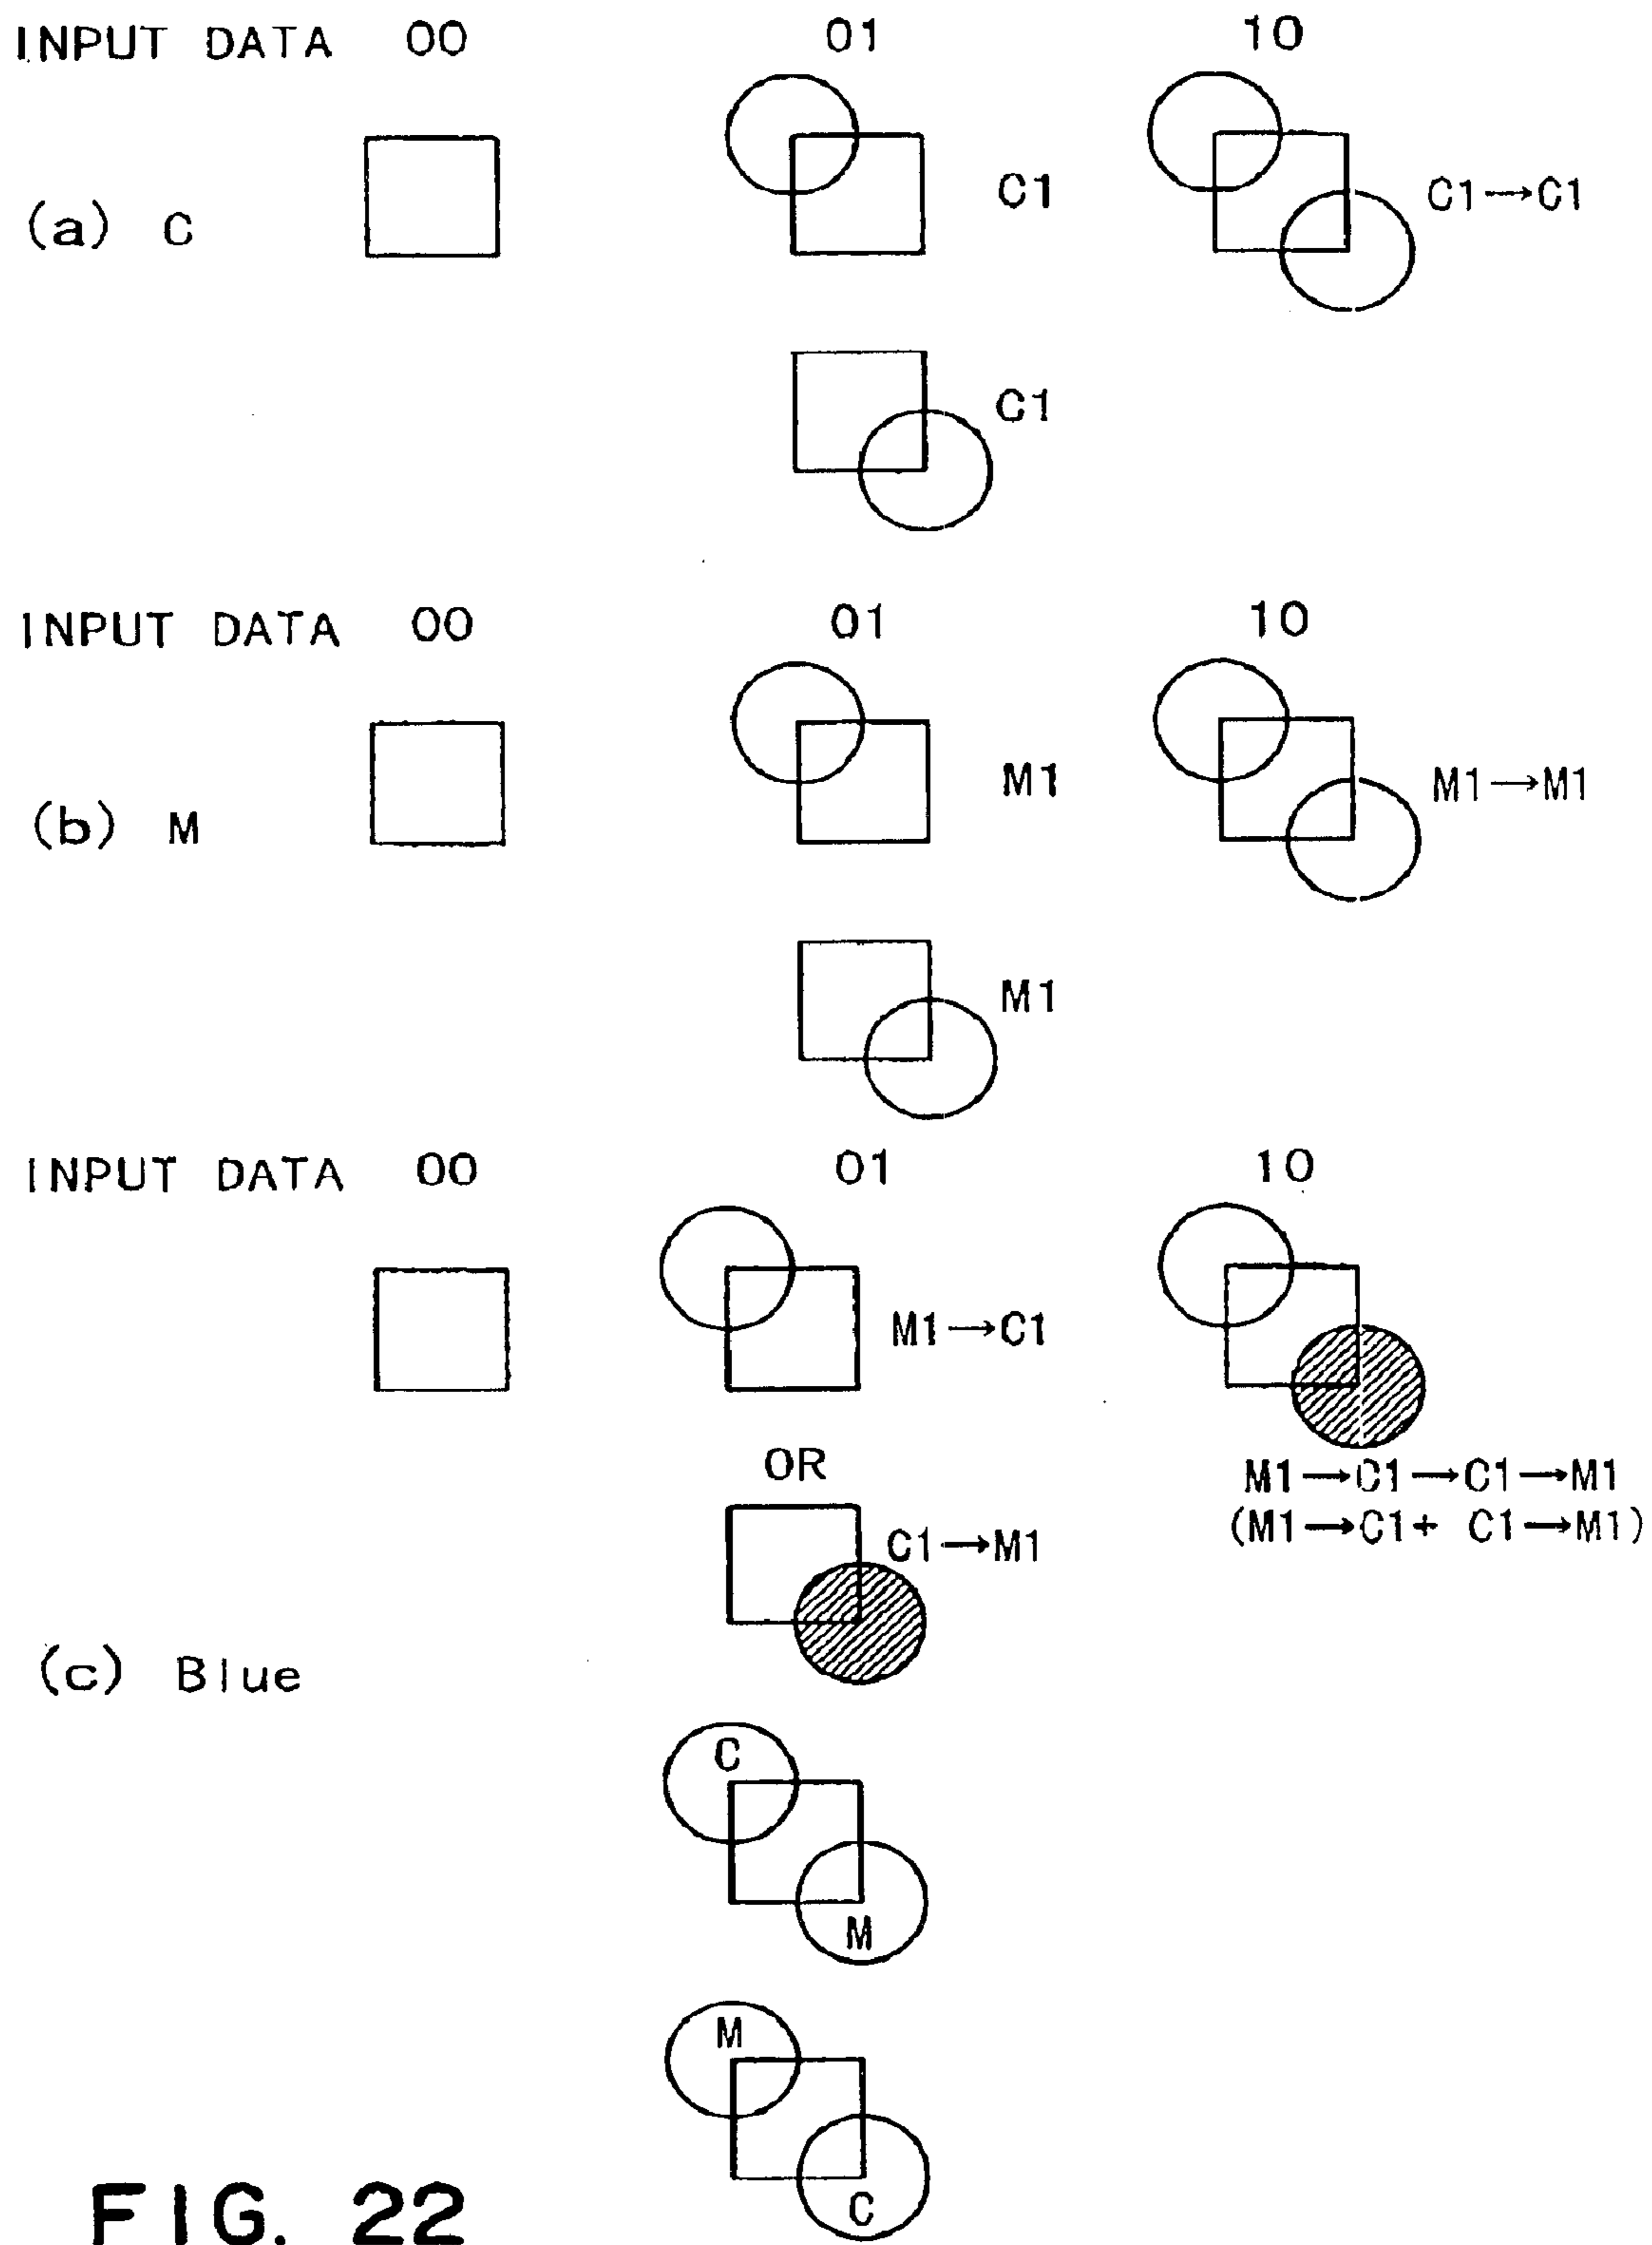 INPUT DATA 00 01 10
(a) C
C1
C1→C1
C1
INPUT DATA 00 01 10
(b) M
M1
M1→M1
M1
INPUT DATA 00 01 10
M1→C1
OR
M1→C1→C1→M1
(M1→C1+ C1→M1)
C1→M1
(c) Blue
C
M
M
C
FIG. 22